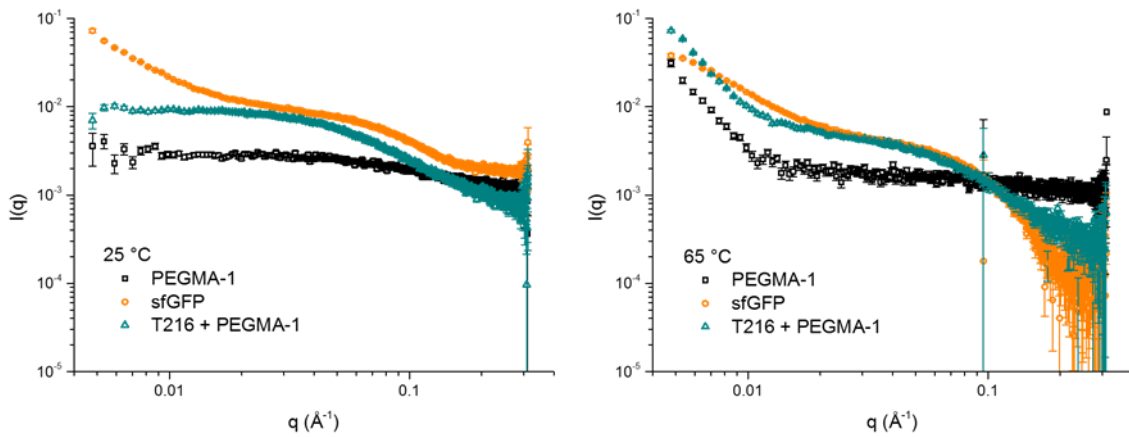 10⁻¹
10⁻²
10⁻³
10⁻⁴
10⁻⁵
I(q)
25 °C
PEGMA-1
sfGFP
T216 + PEGMA-1
0.01
0.1
q (Å⁻¹)
10⁻¹
10⁻²
10⁻³
10⁻⁴
10⁻⁵
I(q)
65 °C
PEGMA-1
sfGFP
T216 + PEGMA-1
0.01
0.1
q (Å⁻¹)